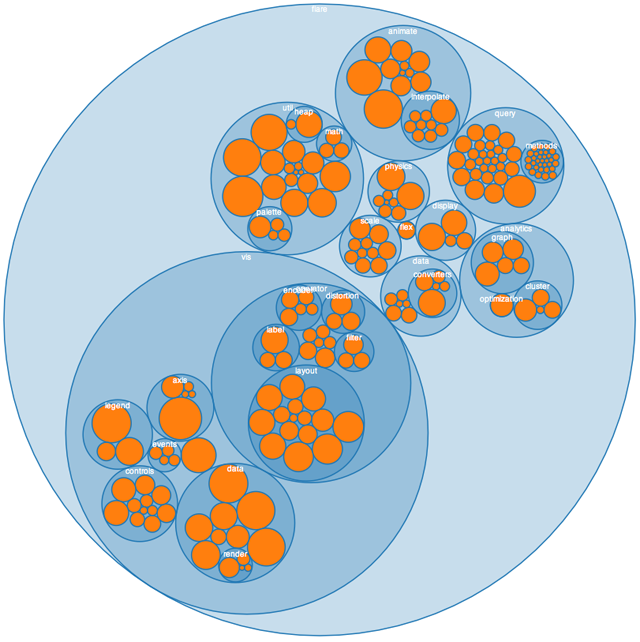 flare
animate
interpolate
util
heap
math
query
methods
palette
physics
scale
flex
display
analytics
graph
data
converters
cluster
optimization
vis
operator
distortion
label
filter
layout
axis
legend
events
controls
data
render